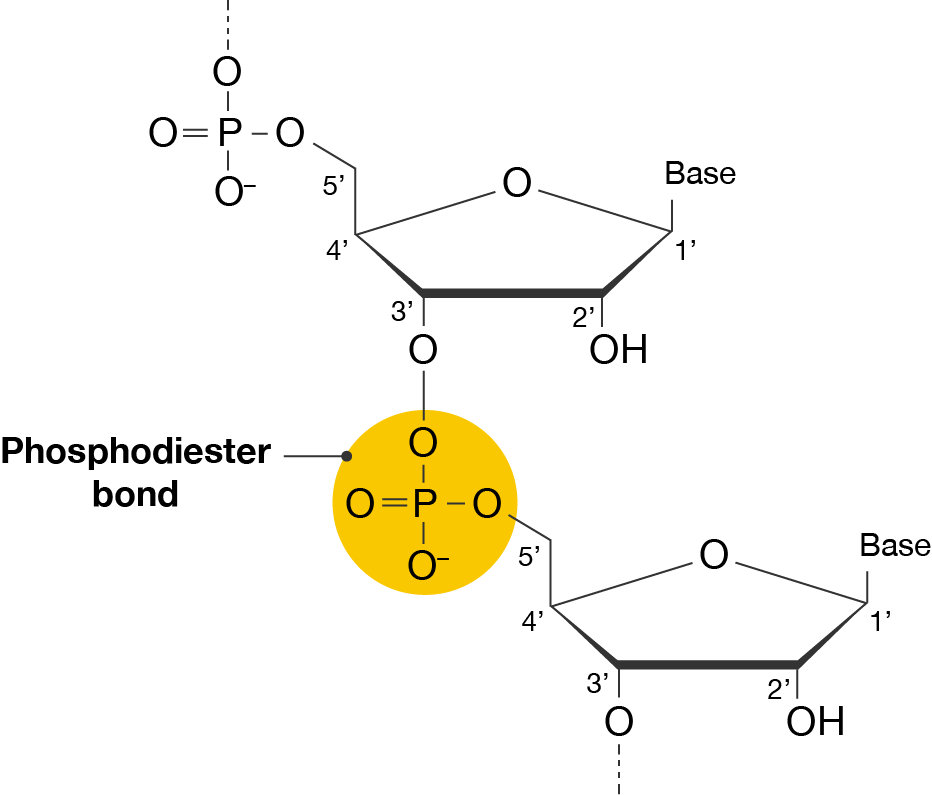 O
O=P–O
O–
5’
O
Base
4’
1’
3’
2’
O
OH
Phosphodiester
bond
O
O=P–O
O–
5’
O
Base
4’
1’
3’
2’
O
OH